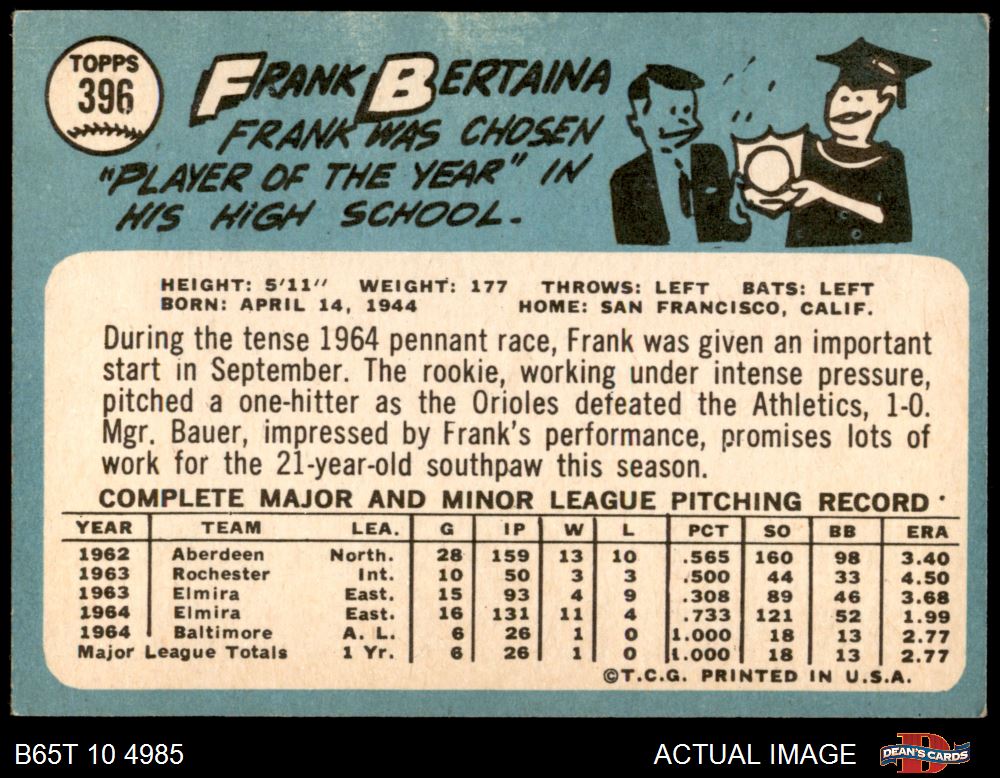 TOPPS
396
FRANK BERTAINA
FRANK WAS CHOSEN
"PLAYER OF THE YEAR" IN
HIS HIGH SCHOOL.
HEIGHT: 5'11" WEIGHT: 177 THROWS: LEFT BATS: LEFT
BORN: APRIL 14, 1944 HOME: SAN FRANCISCO, CALIF.
During the tense 1964 pennant race, Frank was given an important
start in September. The rookie, working under intense pressure,
pitched a one-hitter as the Orioles defeated the Athletics, 1-0.
Mgr. Bauer, impressed by Frank's performance, promises lots of
work for the 21-year-old southpaw this season.
COMPLETE MAJOR AND MINOR LEAGUE PITCHING RECORD
YEAR TEAM LEA. G IP W L PCT SO BB ERA
1962 Aberdeen North. 28 159 13 10 .565 160 98 3.40
1963 Rochester Int. 10 50 3 3 .500 44 33 4.50
1963 Elmira East. 15 93 4 9 .308 89 46 3.68
1964 Elmira East. 16 131 11 4 .733 121 52 1.99
1964 Baltimore A. L. 6 26 1 0 1.000 18 13 2.77
Major League Totals 1 Yr. 6 26 1 0 1.000 18 13 2.77
©T.C.G. PRINTED IN U.S.A.
B65T 10 4985 ACTUAL IMAGE DEAN'S CARDS